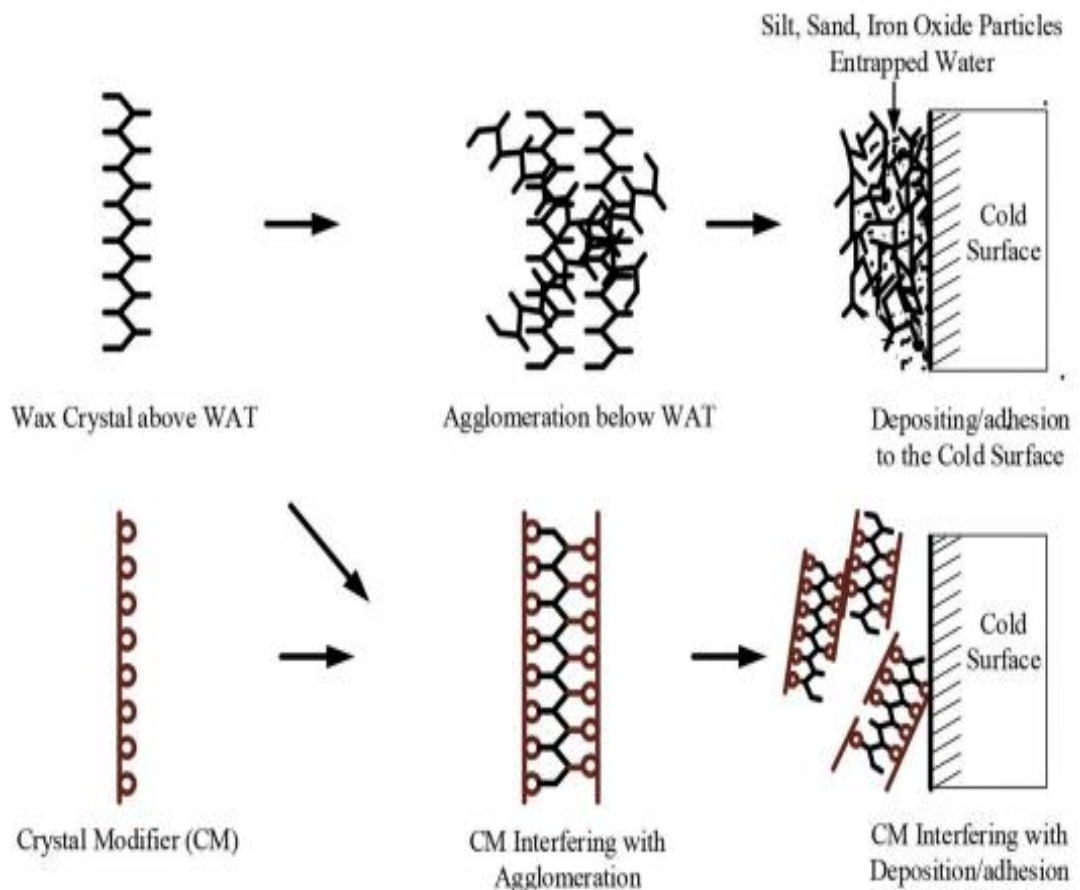 Silt, Sand, Iron Oxide Particles
Entrapped Water
Cold
Surface
Wax Crystal above WAT
Agglomeration below WAT
Depositing/adhesion
to the Cold Surface
Cold
Surface
Crystal Modifier (CM)
CM Interfering with
Agglomeration
CM Interfering with
Deposition/adhesion